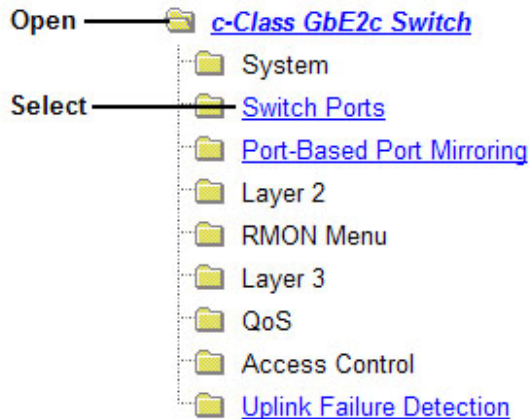 Open c-Class GbE2c Switch
System
Select Switch Ports
Port-Based Port Mirroring
Layer 2
RMON Menu
Layer 3
QoS
Access Control
Uplink Failure Detection